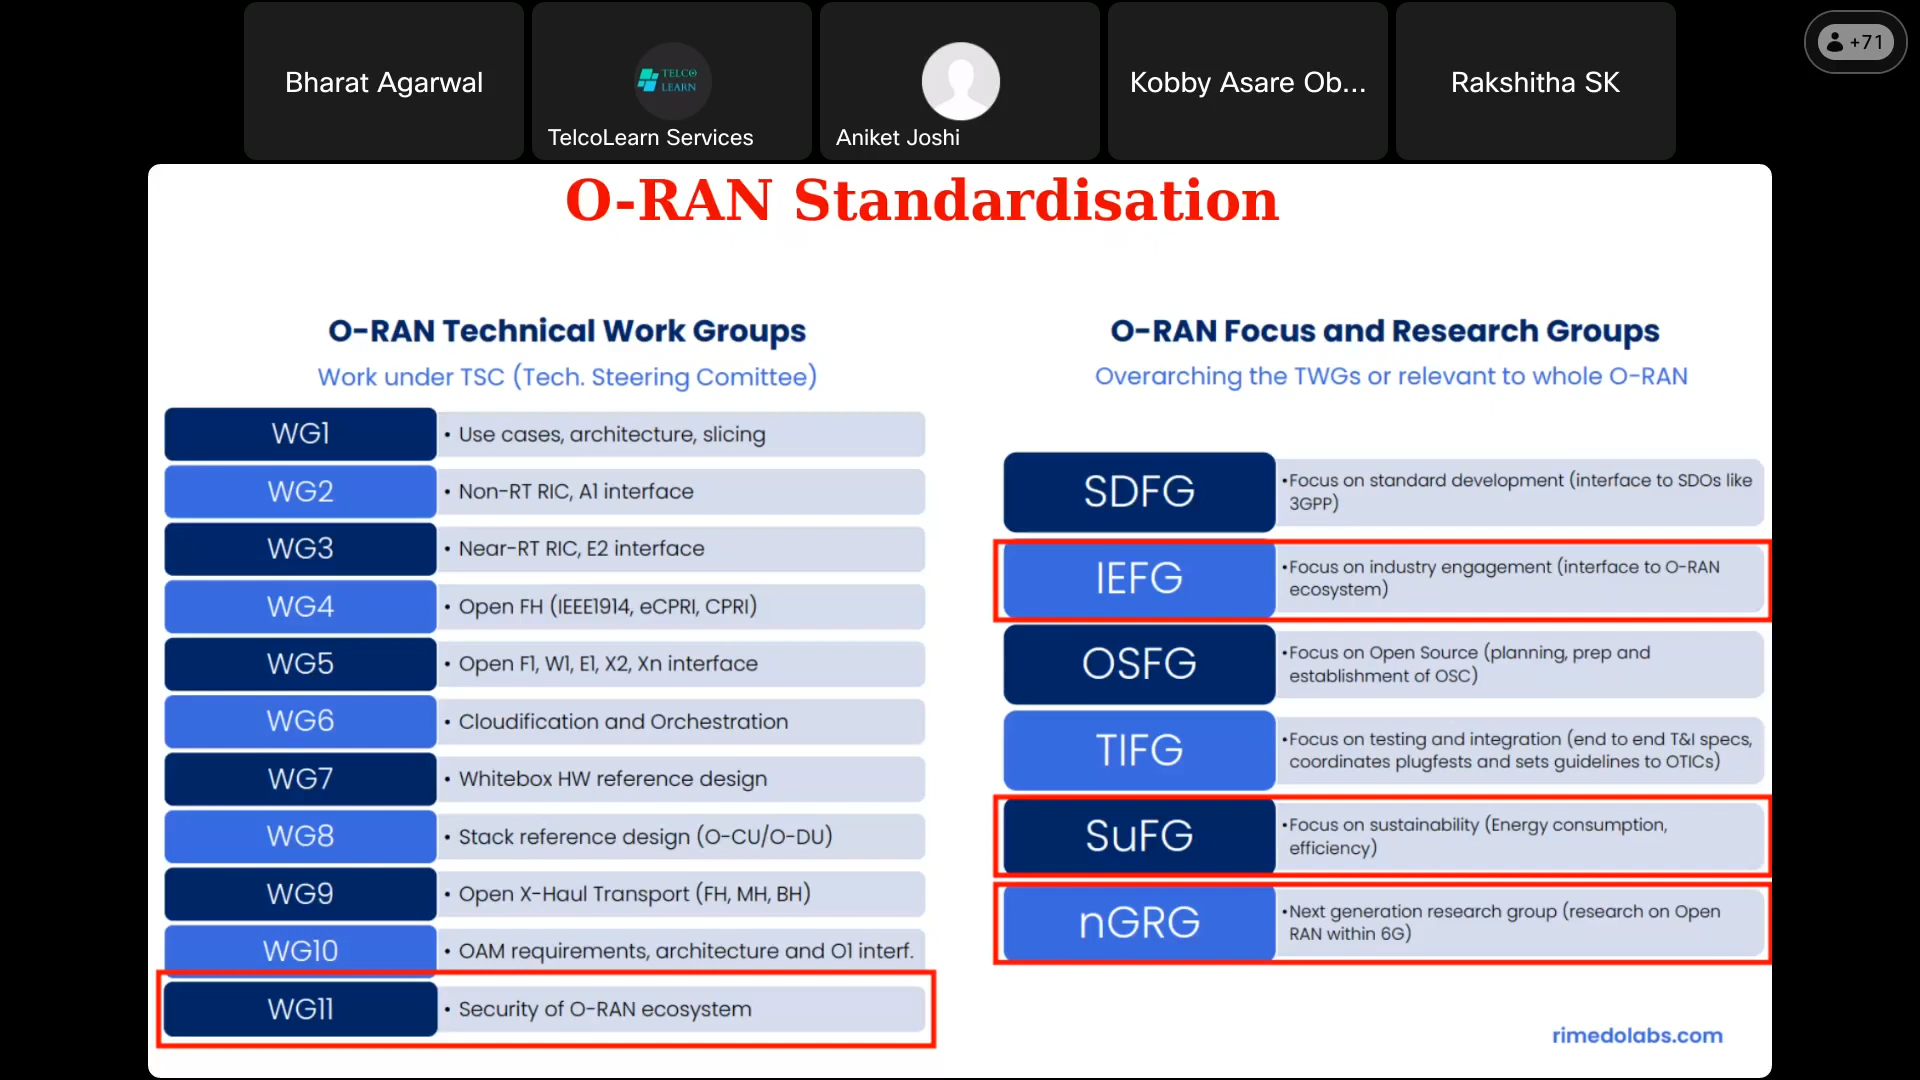 Bharat Agarwal
TELCO
LEARN
TelcoLearn Services
Aniket Joshi
Kobby Asare Ob...
Rakshitha SK
+71
O-RAN Standardisation
O-RAN Technical Work Groups
Work under TSC (Tech. Steering Comittee)
WG1
• Use cases, architecture, slicing
WG2
• Non-RT RIC, A1 interface
WG3
• Near-RT RIC, E2 interface
WG4
• Open FH (IEEE1914, eCPRI, CPRI)
WG5
• Open F1, W1, E1, X2, Xn interface
WG6
• Cloudification and Orchestration
WG7
• Whitebox HW reference design
WG8
• Stack reference design (O-CU/O-DU)
WG9
• Open X-Haul Transport (FH, MH, BH)
WG10
• OAM requirements, architecture and O1 interf.
WG11
• Security of O-RAN ecosystem
O-RAN Focus and Research Groups
Overarching the TWGs or relevant to whole O-RAN
SDFG
•Focus on standard development (interface to SDOs like
3GPP)
IEFG
•Focus on industry engagement (interface to O-RAN
ecosystem)
OSFG
•Focus on Open Source (planning, prep and
establishment of OSC)
TIFG
•Focus on testing and integration (end to end T&I specs,
coordinates plugfests and sets guidelines to OTICs)
SuFG
•Focus on sustainability (Energy consumption,
efficiency)
nGRG
•Next generation research group (research on Open
RAN within 6G)
rimedolabs.com